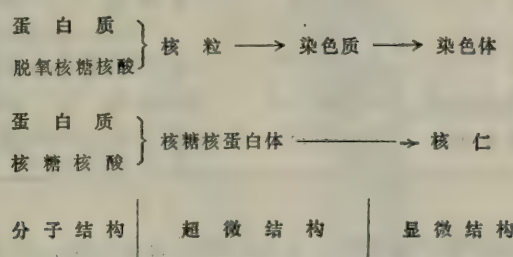 蛋白质
核粒 → 染色质 → 染色体
脱氧核糖核酸
蛋白质
核糖核蛋白体 → 核仁
核糖核酸
分子结构 | 超微结构 | 显微结构